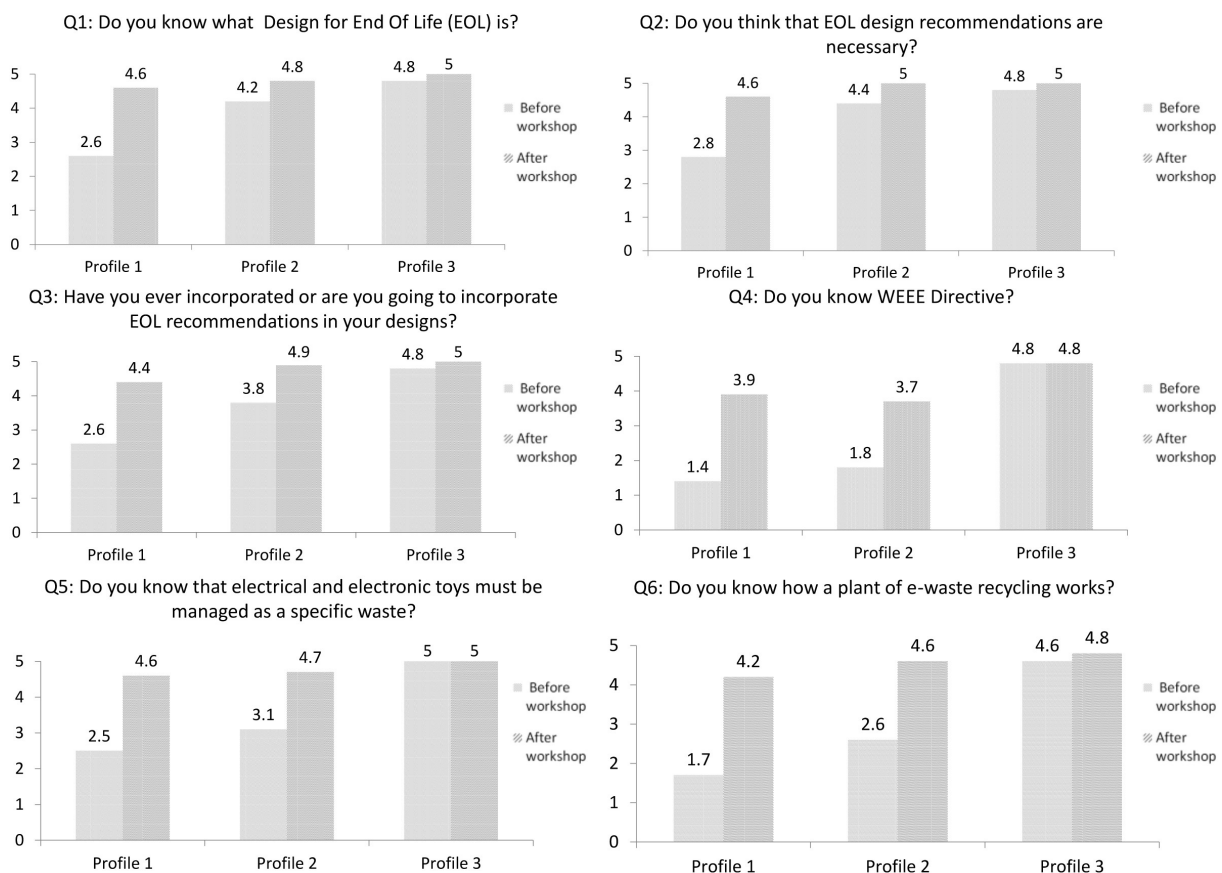 Q1: Do you know what Design for End Of Life (EOL) is?
5
4
3
2
1
0
2.6
4.6
4.2
4.8
4.8
5
Profile 1
Profile 2
Profile 3
Before
workshop
After
workshop
Q2: Do you think that EOL design recommendations are
necessary?
5
4
3
2
1
0
2.8
4.6
4.4
5
4.8
5
Profile 1
Profile 2
Profile 3
Before
workshop
After
workshop
Q3: Have you ever incorporated or are you going to incorporate
EOL recommendations in your designs?
5
4
3
2
1
0
2.6
4.4
3.8
4.9
4.8
5
Profile 1
Profile 2
Profile 3
Before
workshop
After
workshop
Q4: Do you know WEEE Directive?
5
4
3
2
1
0
1.4
3.9
1.8
3.7
4.8
4.8
Profile 1
Profile 2
Profile 3
Before
workshop
After
workshop
Q5: Do you know that electrical and electronic toys must be
managed as a specific waste?
5
4
3
2
1
0
2.5
4.6
3.1
4.7
5
5
Profile 1
Profile 2
Profile 3
Before
workshop
After
workshop
Q6: Do you know how a plant of e-waste recycling works?
5
4
3
2
1
0
1.7
4.2
2.6
4.6
4.6
4.8
Profile 1
Profile 2
Profile 3
Before
workshop
After
workshop